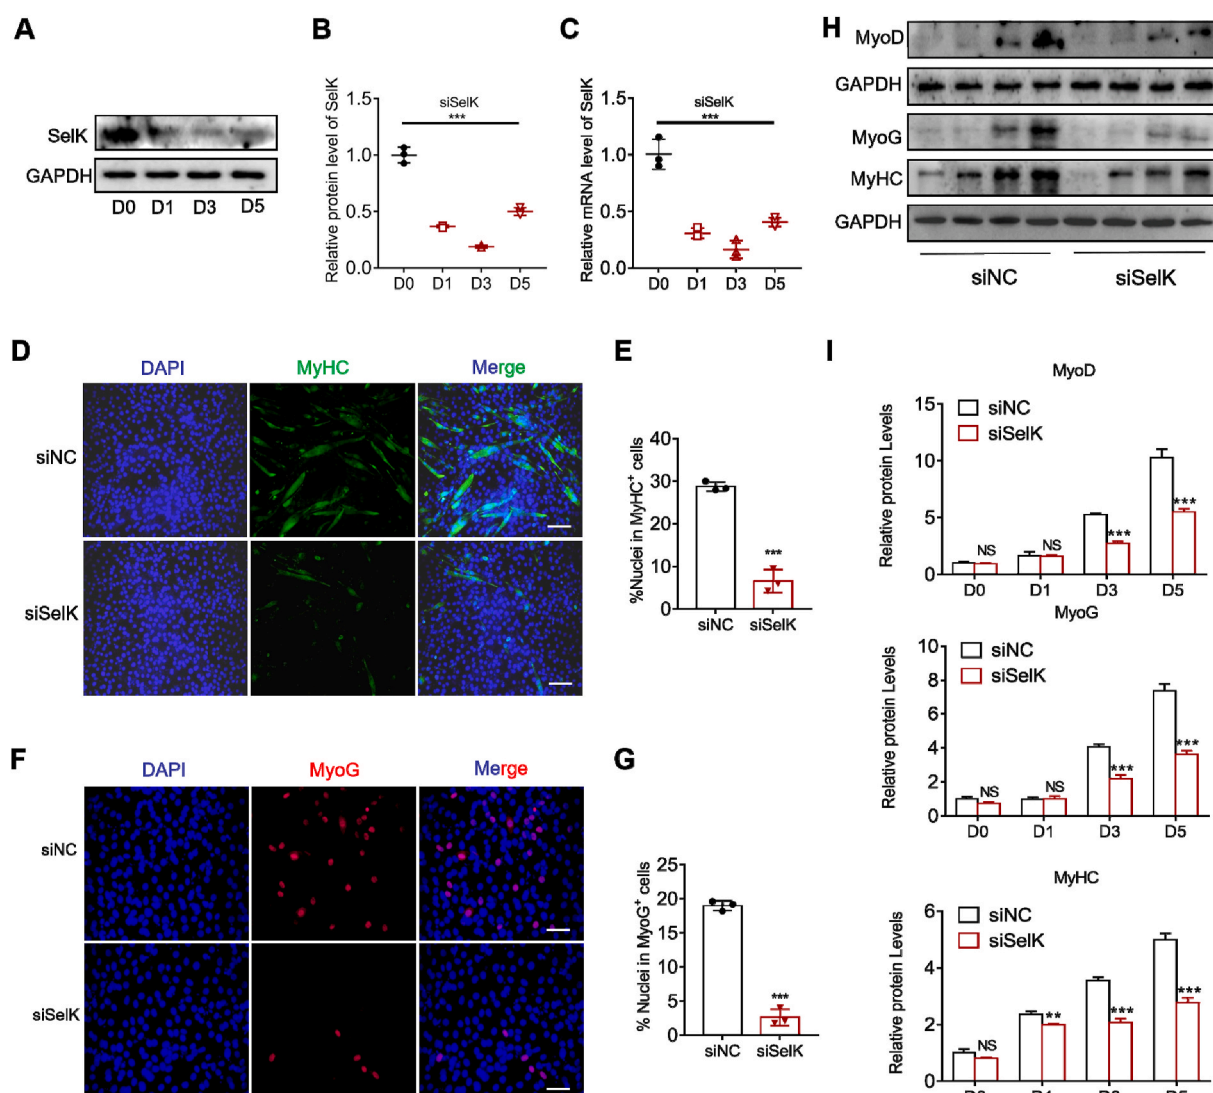 A
SelK
GAPDH
D0 D1 D3 D5
B
Relative protein level of SelK
siSelK
***
1.5
1.0
0.5
0.0
D0 D1 D3 D5
C
Relative mRNA level of SelK
siSelK
***
1.5
1.0
0.5
0.0
D0 D1 D3 D5
H
MyoD
GAPDH
MyoG
MyHC
GAPDH
siNC siSelK
D
DAPI MyHC Merge
siNC
siSelK
E
%Nuclei in MyHC+ cells
40
30
20
10
0
***
siNC siSelK
F
DAPI MyoG Merge
siNC
siSelK
G
% Nuclei in MyoG+ cells
25
20
15
10
5
0
***
siNC siSelK
I
MyoD
Relative protein Levels
siNC
siSelK
15
10
5
0
NS NS *** ***
D0 D1 D3 D5
MyoG
Relative protein Levels
siNC
siSelK
10
8
6
4
2
0
NS NS *** ***
D0 D1 D3 D5
MyHC
Relative protein Levels
siNC
siSelK
6
4
2
0
NS ** *** ***